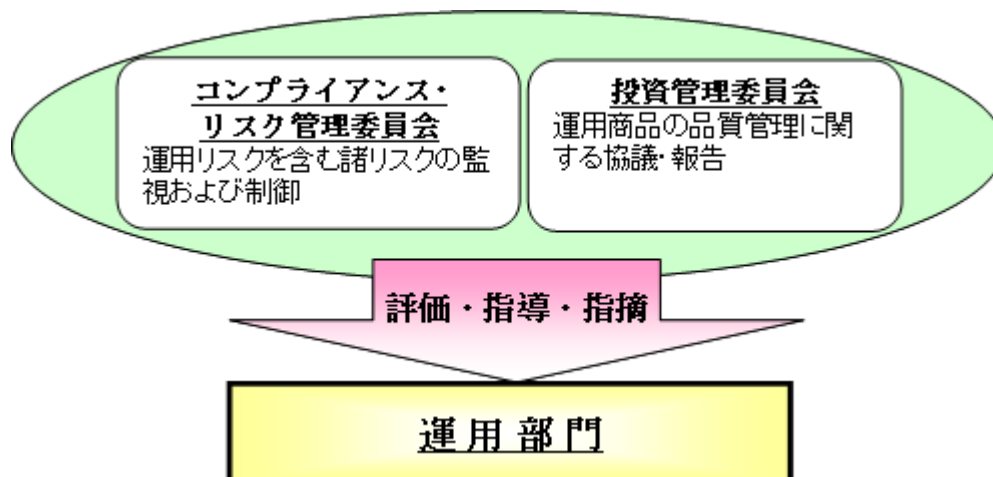 コンプライアンス・
リスク管理委員会
運用リスクを含む諸リスクの監
視および制御
投資管理委員会
運用商品の品質管理に関
する協議・報告
評価・指導・指摘
運用部門